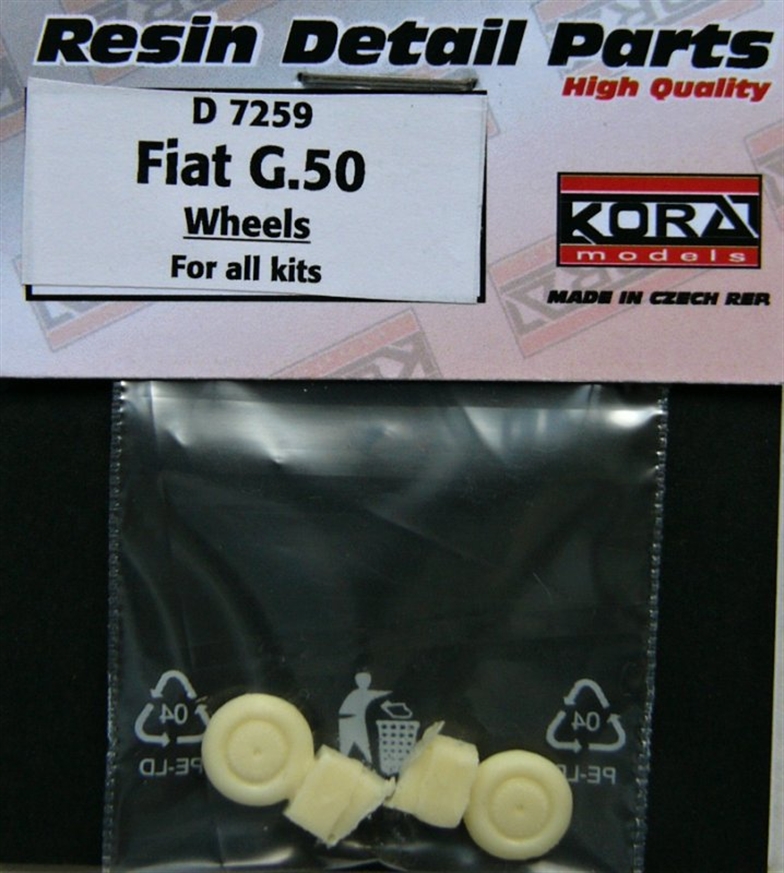 Resin Detail Parts
High Quality
D 7259
Fiat G.50
Wheels
For all kits
KORA
models
MADE IN CZECH REP.
04
PE-LD
04
PE-LD